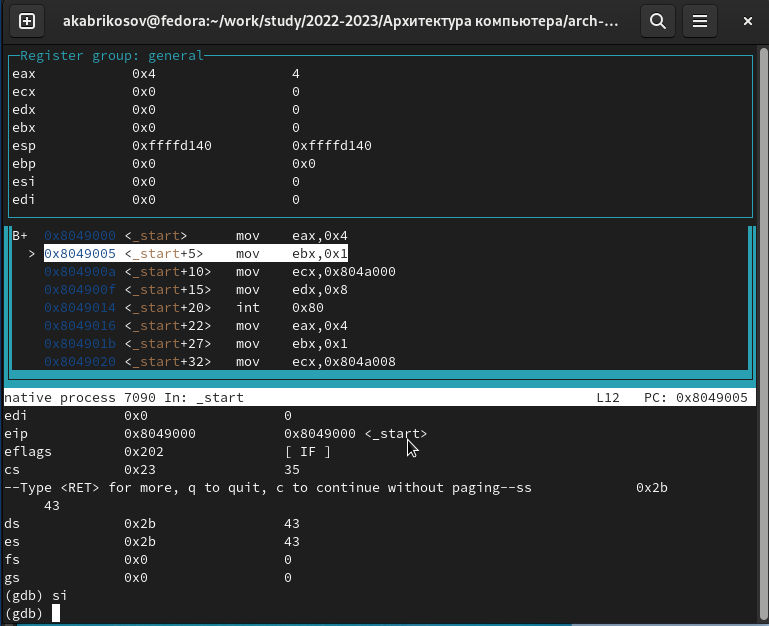 akabrikosov@fedora:~/work/study/2022-2023/Архитектура компьютера/arch-...
Register group: general
eax 0x4 4
ecx 0x0 0
edx 0x0 0
ebx 0x0 0
esp 0xffffd140 0xffffd140
ebp 0x0 0x0
esi 0x0 0
edi 0x0 0
B+ 0x8049000 <_start> mov eax,0x4
> 0x8049005 <_start+5> mov ebx,0x1
0x804900a <_start+10> mov ecx,0x804a000
0x804900f <_start+15> mov edx,0x8
0x8049014 <_start+20> int 0x80
0x8049016 <_start+22> mov eax,0x4
0x804901b <_start+27> mov ebx,0x1
0x8049020 <_start+32> mov ecx,0x804a008
native process 7090 In: _start L12 PC: 0x8049005
edi 0x0 0
eip 0x8049000 0x8049000 <_start>
eflags 0x202 [ IF ]
cs 0x23 35
--Type <RET> for more, q to quit, c to continue without paging--ss 0x2b
43
ds 0x2b 43
es 0x2b 43
fs 0x0 0
gs 0x0 0
(gdb) si
(gdb)